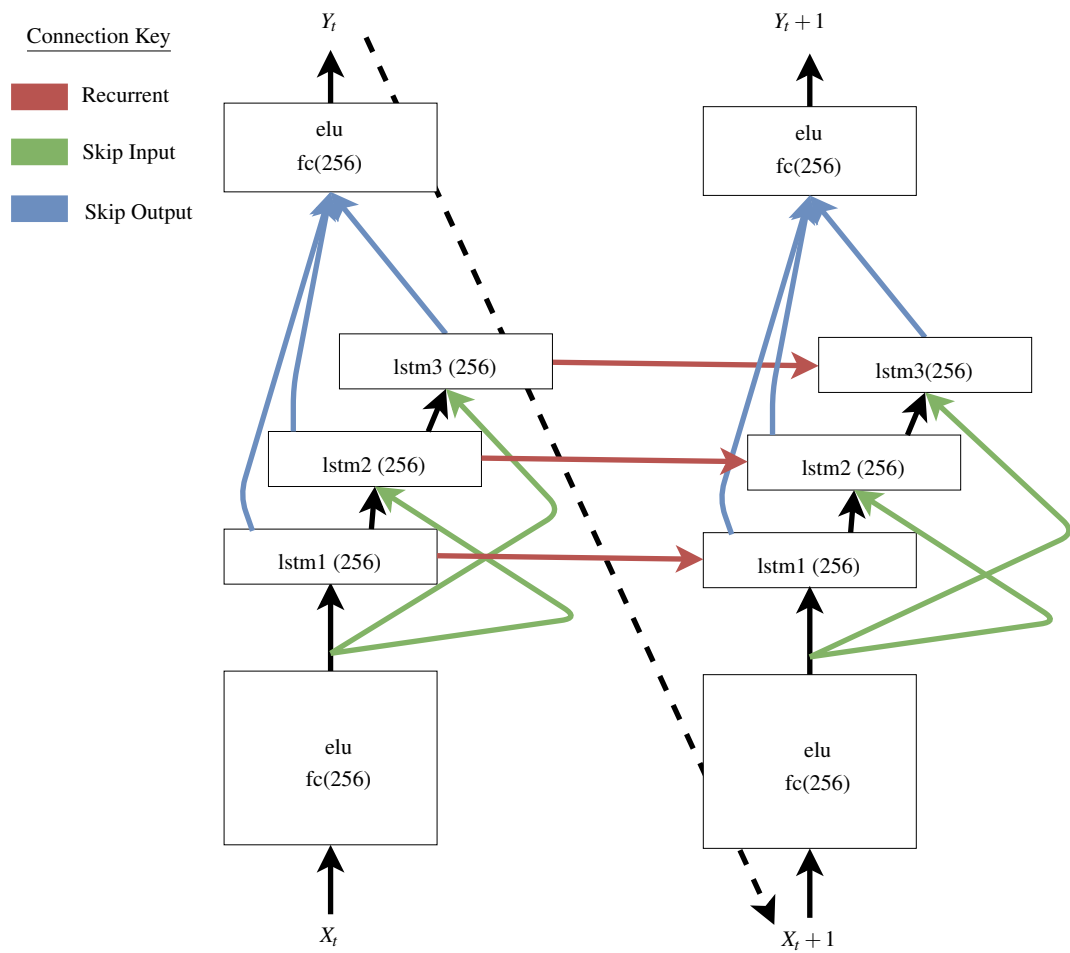 Connection Key
Recurrent
Skip Input
Skip Output
Y_t
elu
fc(256)
lstm3 (256)
lstm2 (256)
lstm1 (256)
elu
fc(256)
X_t
Y_t + 1
elu
fc(256)
lstm3(256)
lstm2 (256)
lstm1 (256)
elu
fc(256)
X_t + 1